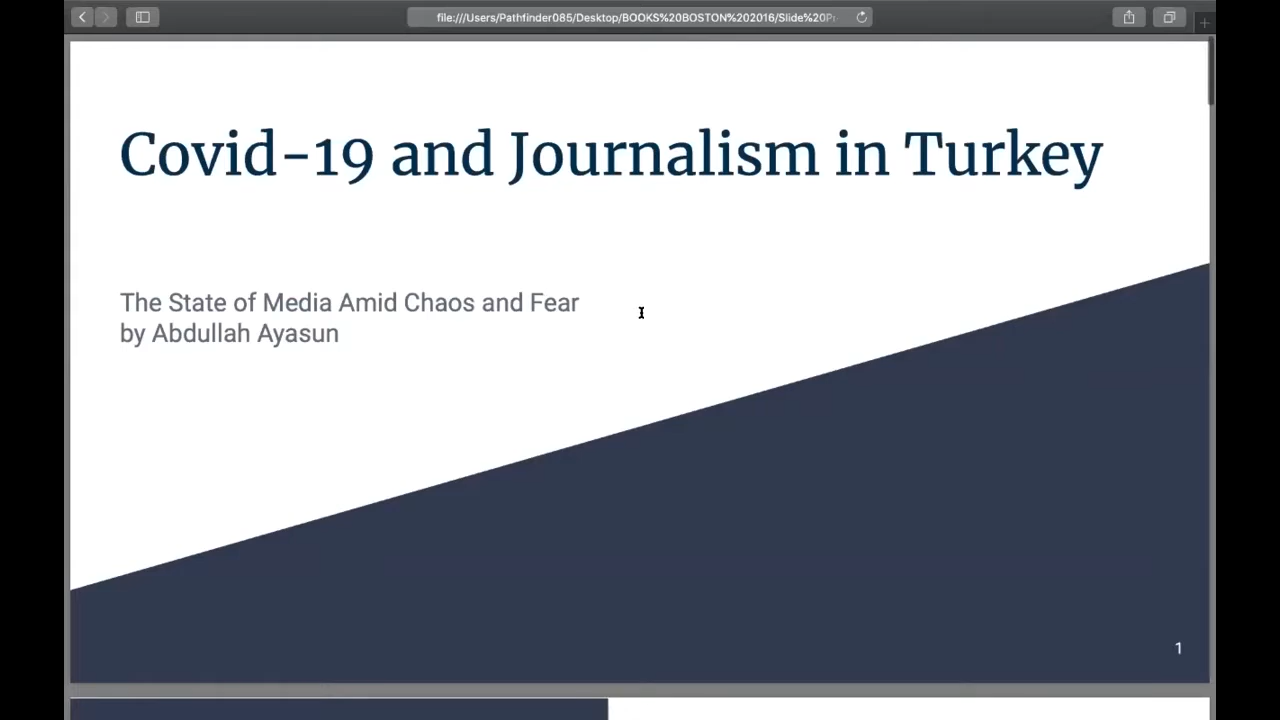 file:///Users/Pathfinder085/Desktop/BOOKS%20BOSTON%202016/Slide%20Pr
Covid-19 and Journalism in Turkey
The State of Media Amid Chaos and Fear
by Abdullah Ayasun
1